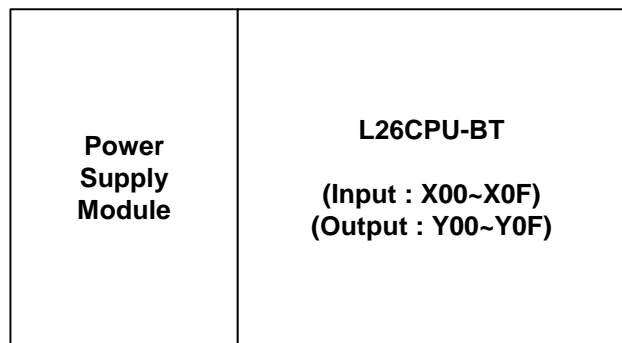 Power
Supply
Module
L26CPU-BT
(Input : X00~X0F)
(Output : Y00~Y0F)